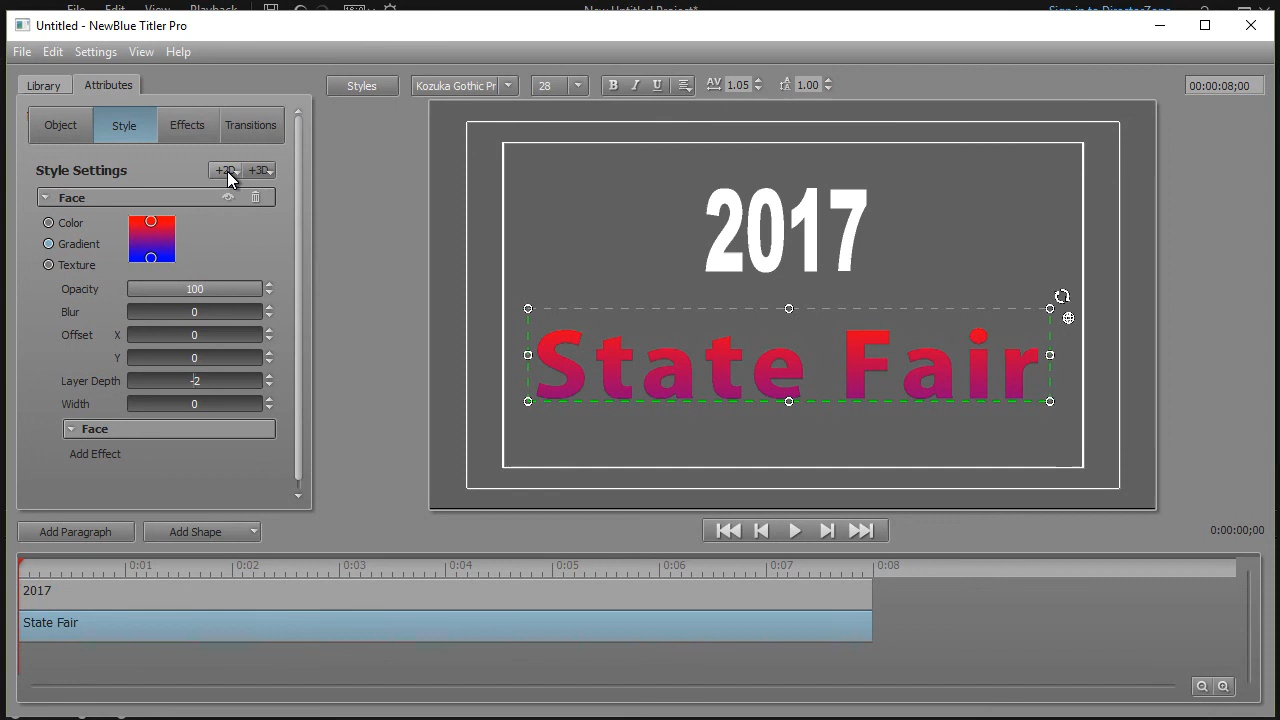 Untitled - NewBlue Titler Pro
File Edit Settings View Help
Library Attributes
Styles Kozuka Gothic Pr 28 B I U AV 1.05 1.00 00:00:08;00
Object Style Effects Transitions
Style Settings +2D +3D
Face
Color
Gradient
Texture
Opacity 100
Blur 0
Offset X 0
Y 0
Layer Depth -2
Width 0
Face
Add Effect
2017
State Fair
Add Paragraph Add Shape 0:00:00;00
0:01 0:02 0:03 0:04 0:05 0:06 0:07 0:08
2017
State Fair